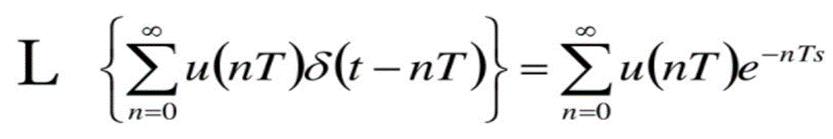 L {∑_{n=0}^{∞} u(nT)δ(t − nT)} = ∑_{n=0}^{∞} u(nT)e^{−nTs}